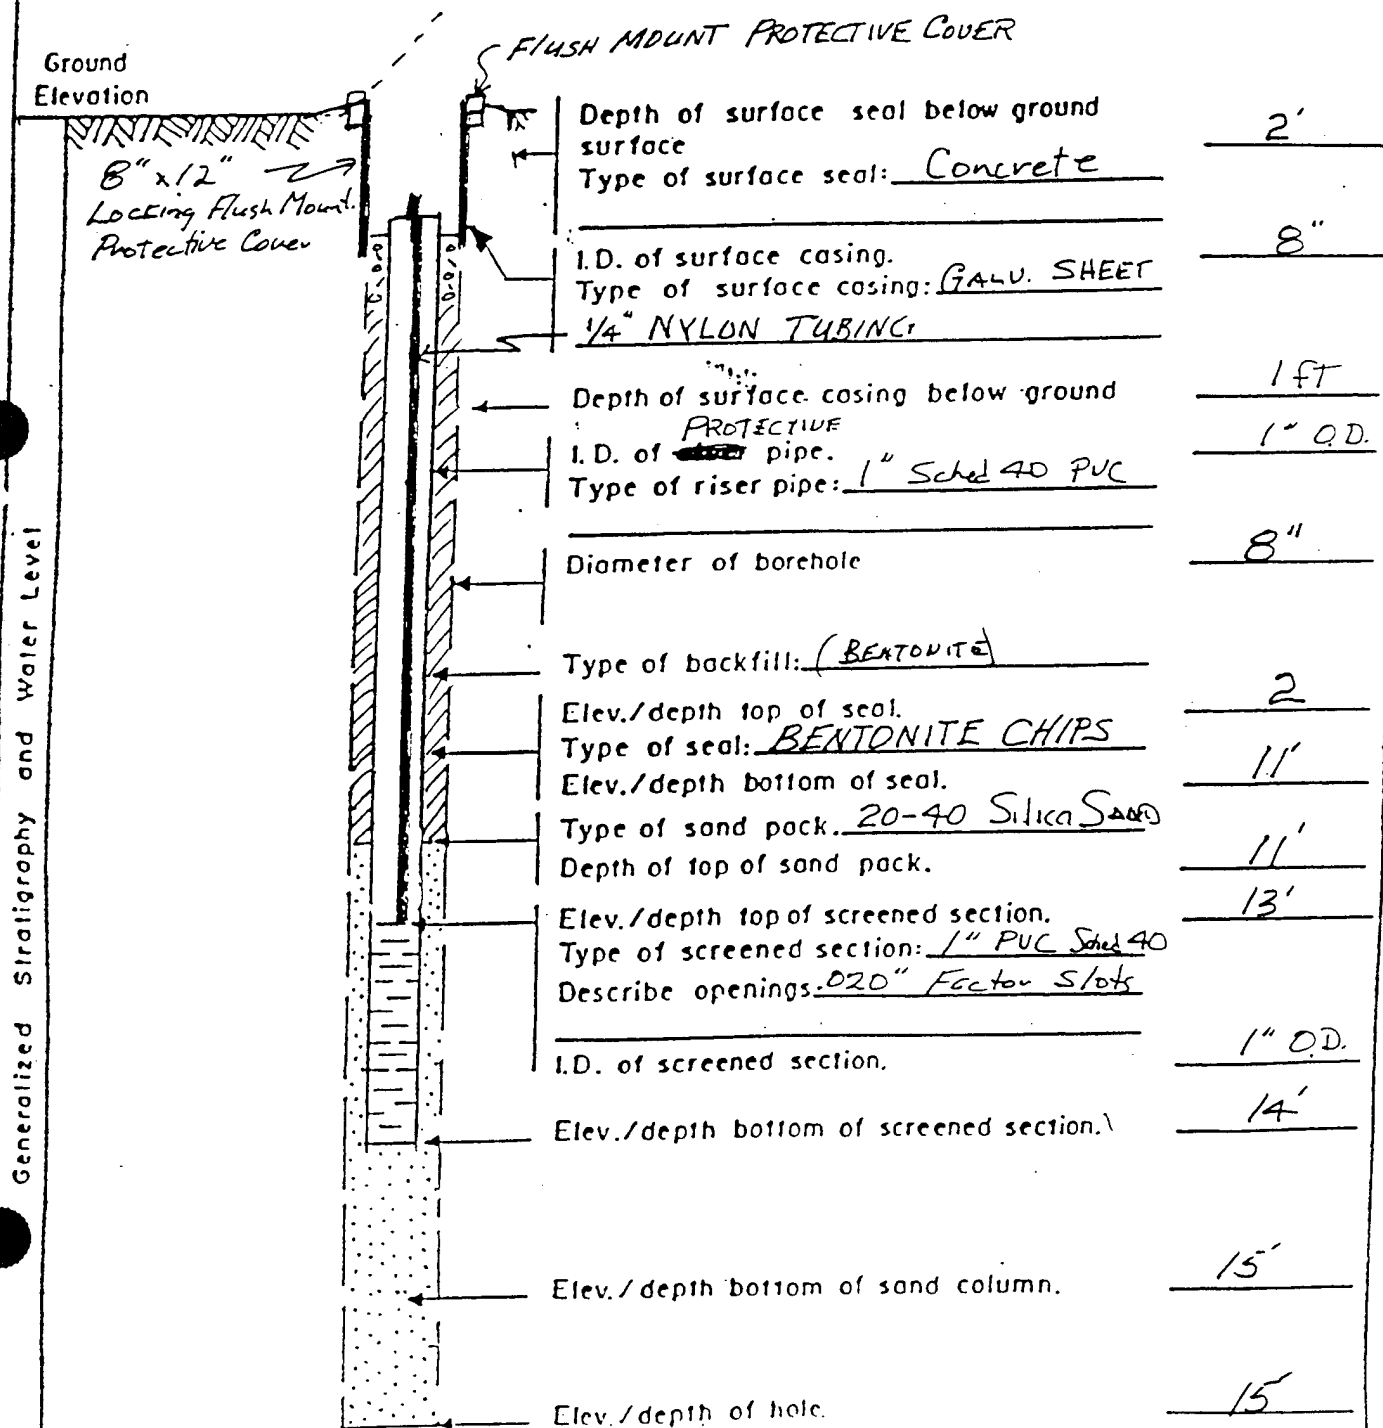 FLUSH MOUNT PROTECTIVE COVER
Ground
Elevation
8" x 12"
Locking Flush Mount
Protective Cover
Depth of surface seal below ground
surface
2'
Type of surface seal: Concrete
I.D. of surface casing.
8"
Type of surface casing: GALV. SHEET
1/4" NYLON TUBING
Depth of surface casing below ground
1 FT
PROTECTIVE
I.D. of pipe.
1" O.D.
Type of riser pipe: 1" Sched 40 PVC
Diameter of borehole
8"
Type of backfill: (BENTONITE)
Elev./depth top of seal.
2
Type of seal: BENTONITE CHIPS
Elev./depth bottom of seal.
11'
Type of sand pack. 20-40 Silica SAND
Depth of top of sand pack.
11'
Elev./depth top of screened section.
13'
Type of screened section: 1" PVC Sched 40
Describe openings. .020" Factor Slots
I.D. of screened section.
1" O.D.
Elev./depth bottom of screened section.
14'
Elev./depth bottom of sand column.
15'
Elev./depth of hole.
15'
Generalized Stratigraphy and Water Level